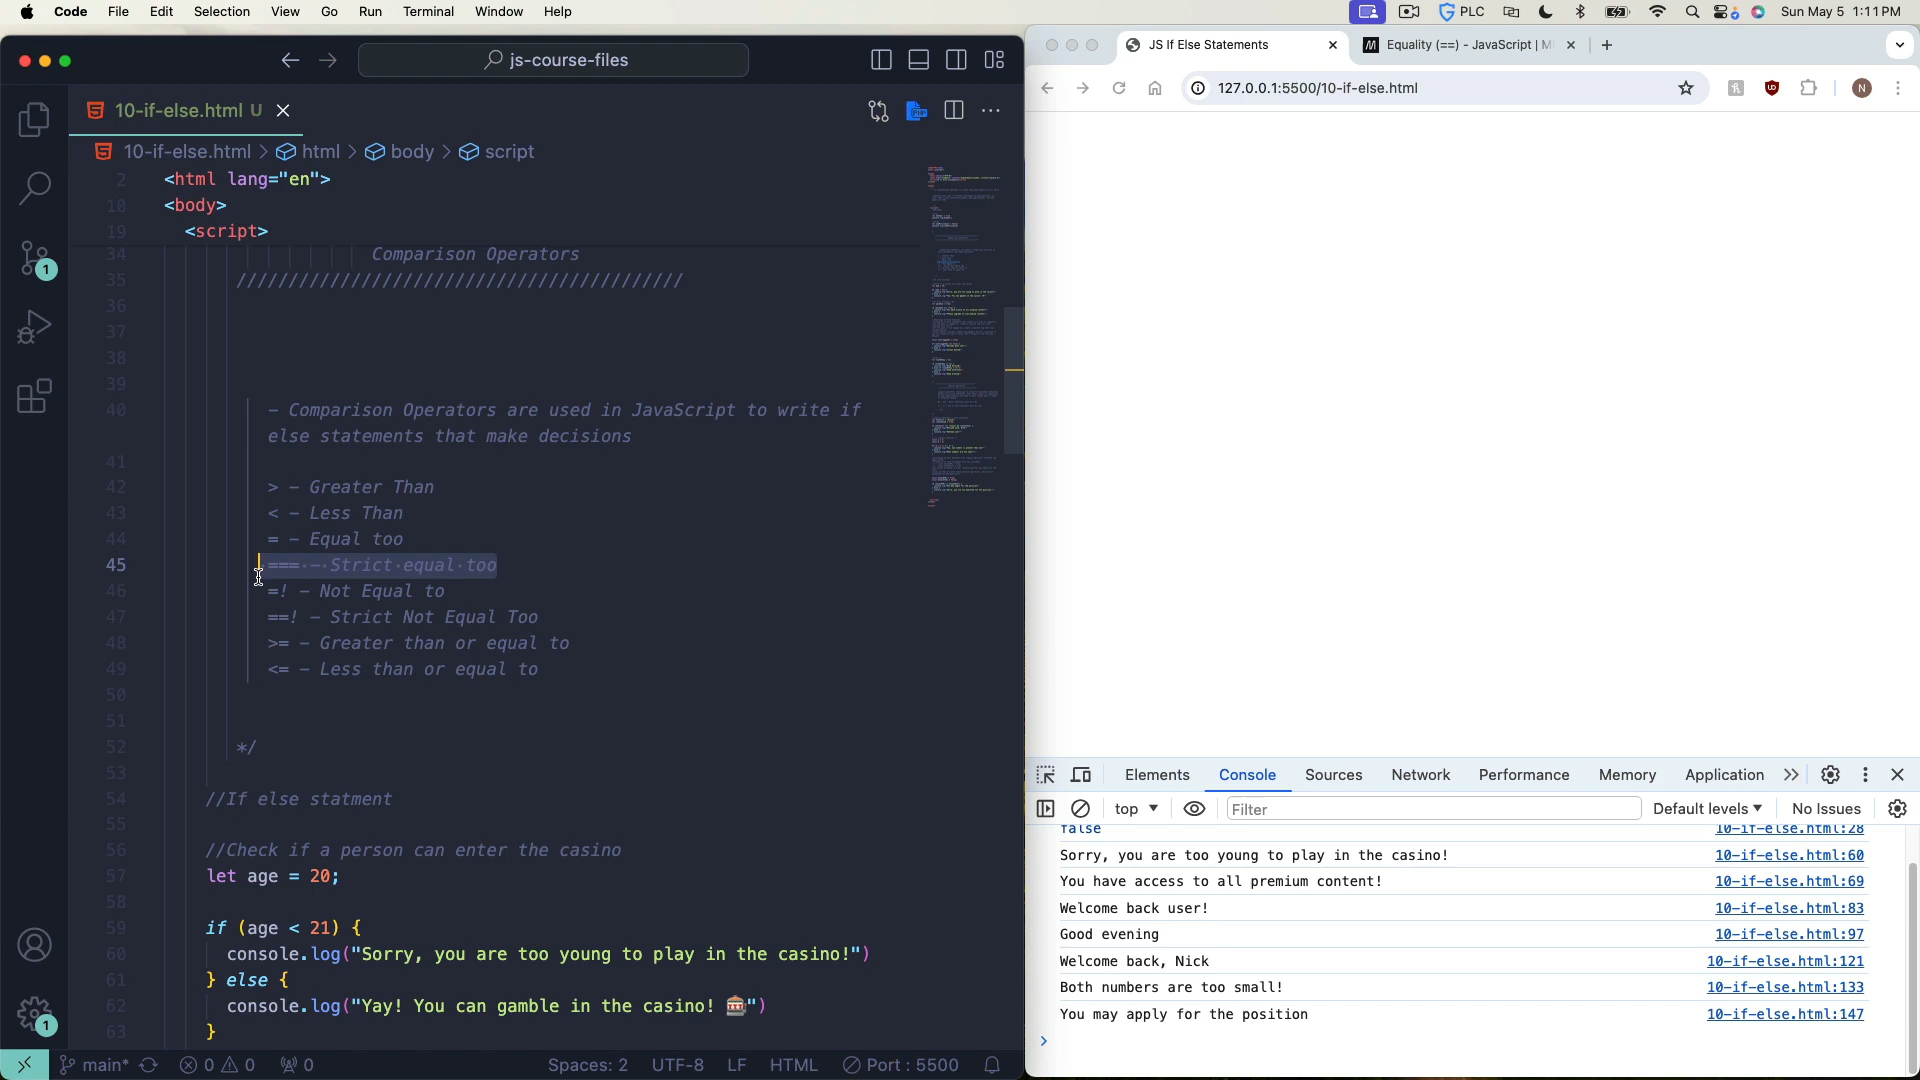 Code File Edit Selection View Go Run Terminal Window Help
PLC
Sun May 5 1:11 PM
js-course-files
10-if-else.html U
10-if-else.html > html > body > script
2 <html lang="en">
10 <body>
19 <script>
34 Comparison Operators
35 ///////////////////////////////////////////
36
37
38
39
40 - Comparison Operators are used in JavaScript to write if
else statements that make decisions
41
42 > - Greater Than
43 < - Less Than
44 = - Equal too
45 === - Strict equal too
46 =! - Not Equal to
47 ==! - Strict Not Equal Too
48 >= - Greater than or equal to
49 <= - Less than or equal to
50
51
52 */
53
54 //If else statment
55
56 //Check if a person can enter the casino
57 let age = 20;
58
59 if (age < 21) {
60 console.log("Sorry, you are too young to play in the casino!")
61 } else {
62 console.log("Yay! You can gamble in the casino! 🎰")
63 }
1
1
main* 0 0 0
Spaces: 2 UTF-8 LF HTML Port : 5500
JS If Else Statements
Equality (==) - JavaScript |
127.0.0.1:5500/10-if-else.html
N
Elements Console Sources Network Performance Memory Application
top Filter Default levels No Issues
false 10-if-else.html:28
Sorry, you are too young to play in the casino! 10-if-else.html:60
You have access to all premium content! 10-if-else.html:69
Welcome back user! 10-if-else.html:83
Good evening 10-if-else.html:97
Welcome back, Nick 10-if-else.html:121
Both numbers are too small! 10-if-else.html:133
You may apply for the position 10-if-else.html:147
>